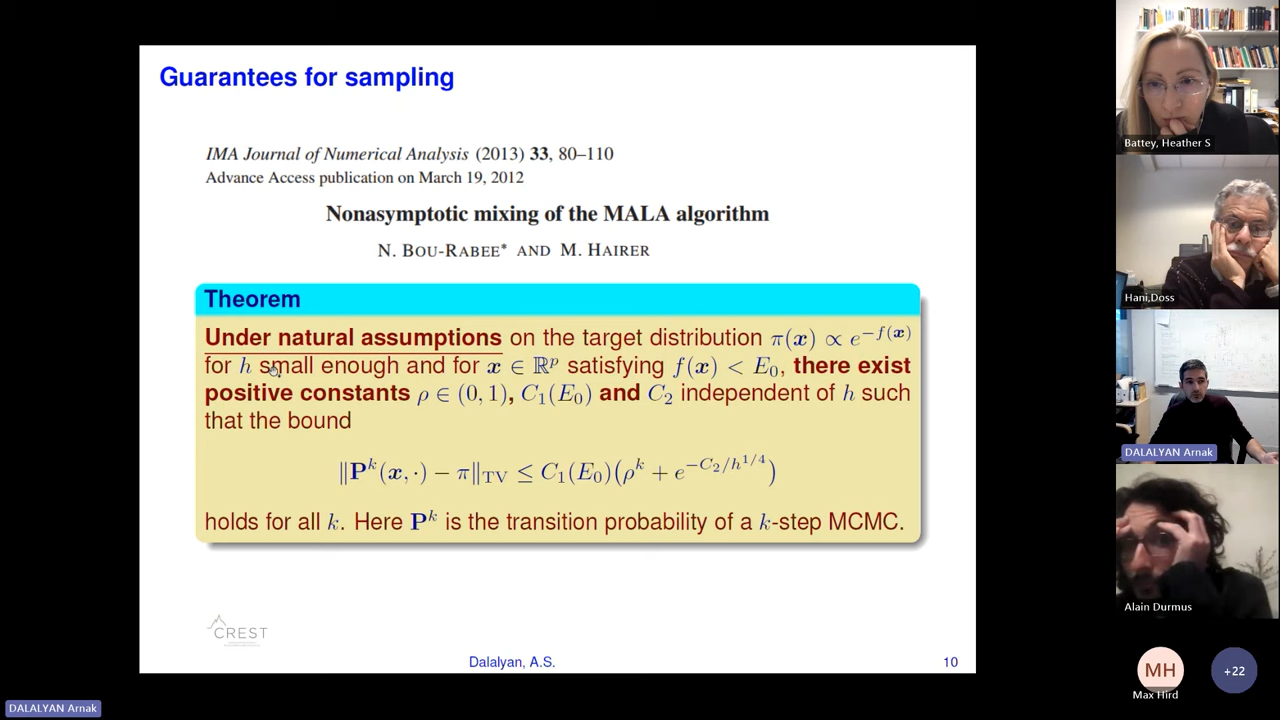 Guarantees for sampling
IMA Journal of Numerical Analysis (2013) 33, 80–110
Advance Access publication on March 19, 2012
Nonasymptotic mixing of the MALA algorithm
N. BOU-RABEE* AND M. HAIRER
Theorem
Under natural assumptions on the target distribution π(x) ∝ e^{−f(x)}
for h small enough and for x ∈ ℝ^p satisfying f(x) < E_0, there exist
positive constants ρ ∈ (0, 1), C_1(E_0) and C_2 independent of h such
that the bound
‖P^k(x, ·) − π‖_TV ≤ C_1(E_0)(ρ^k + e^{−C_2/h^{1/4}})
holds for all k. Here P^k is the transition probability of a k-step MCMC.
CREST
Dalalyan, A.S.
10
Battey, Heather S
Hani,Doss
DALALYAN Arnak
Alain Durmus
MH
+22
Max Hird
DALALYAN Arnak